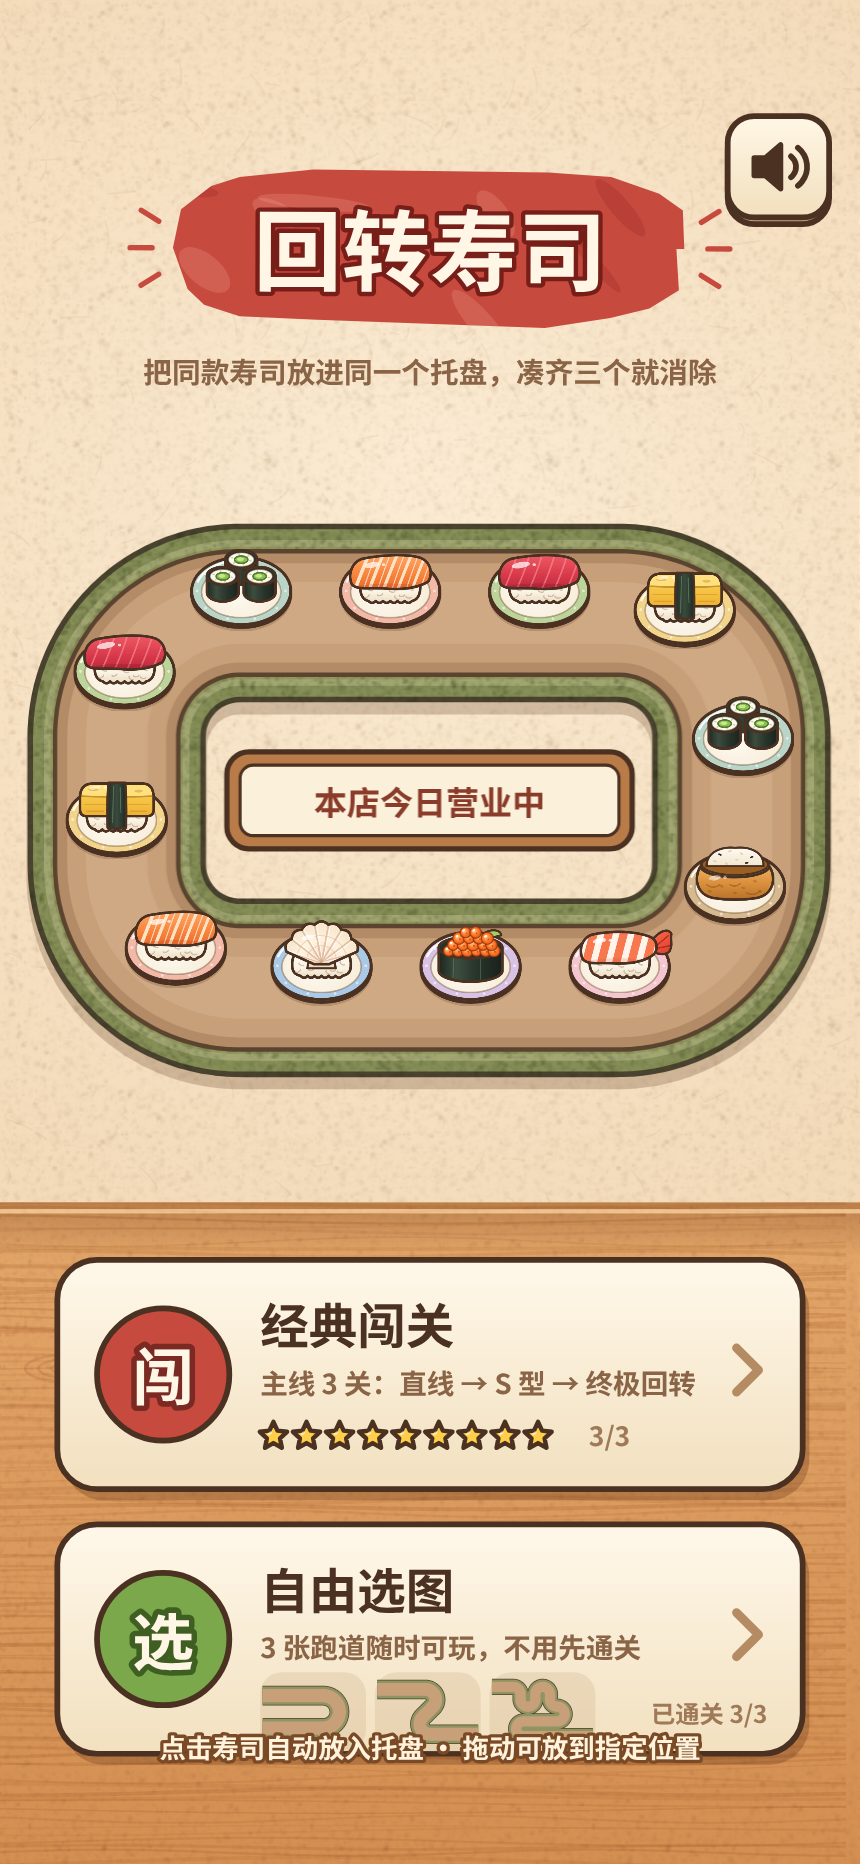 回转寿司
把同款寿司放进同一个托盘，凑齐三个就消除
本店今日营业中
闯
经典闯关
主线 3 关：直线 → S 型 → 终极回转
3/3
选
自由选图
3 张跑道随时可玩，不用先通关
已通关 3/3
点击寿司自动放入托盘 · 拖动可放到指定位置